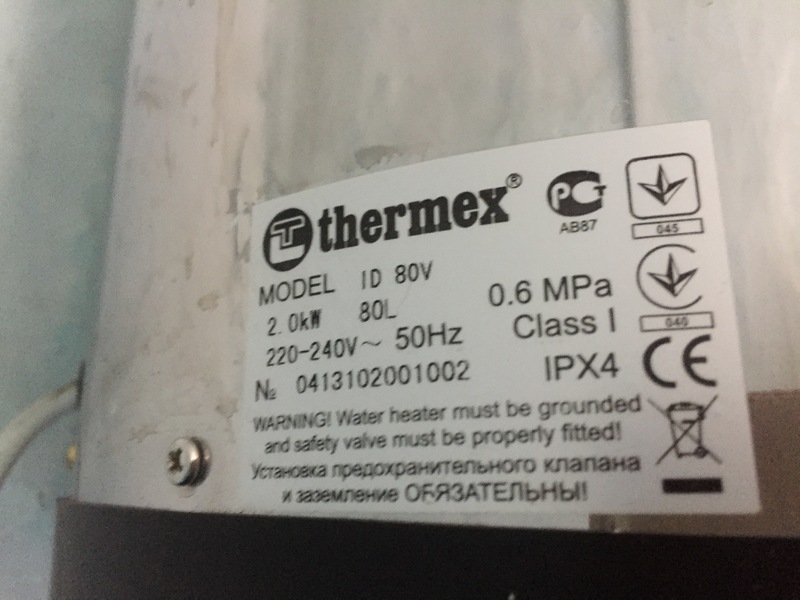 thermex®
PCT
АВ87
045
MODEL ID 80V
2.0kW 80L
0.6 MPa
040
220-240V~ 50Hz
Class I
№ 0413102001002
IPX4
CE
WARNING! Water heater must be grounded
and safety valve must be properly fitted!
Установка предохранительного клапана
и заземление ОБЯЗАТЕЛЬНЫ!